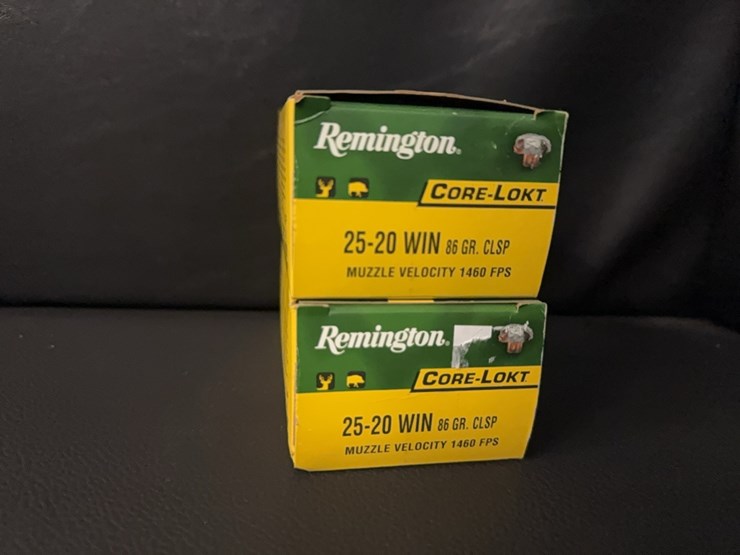 Remington.
CORE-LOKT
25-20 WIN 86 GR. CLSP
MUZZLE VELOCITY 1460 FPS
Remington.
CORE-LOKT
25-20 WIN 86 GR. CLSP
MUZZLE VELOCITY 1460 FPS